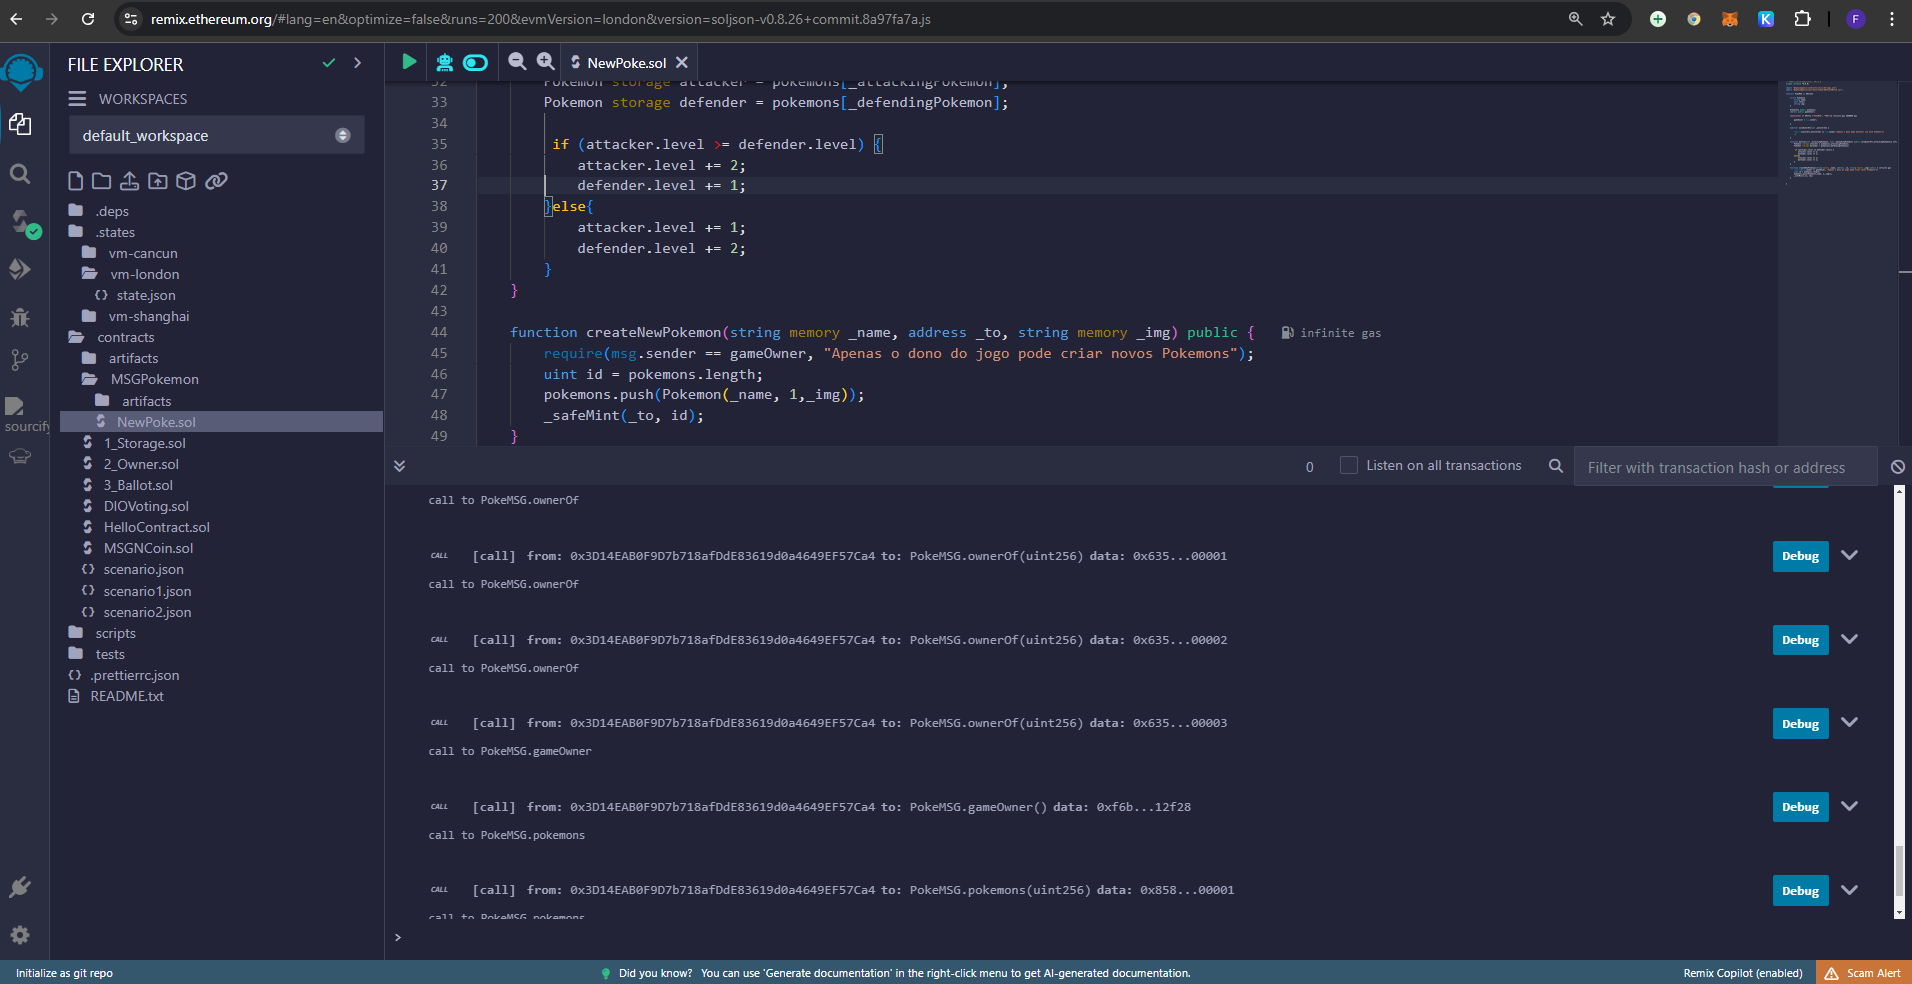 remix.ethereum.org/#lang=en&optimize=false&runs=200&evmVersion=london&version=soljson-v0.8.26+commit.8a97fa7a.js
F
FILE EXPLORER
WORKSPACES
default_workspace
.deps
.states
vm-cancun
vm-london
state.json
vm-shanghai
contracts
artifacts
MSGPokemon
artifacts
NewPoke.sol
1_Storage.sol
2_Owner.sol
3_Ballot.sol
DIOVoting.sol
HelloContract.sol
MSGNCoin.sol
scenario.json
scenario1.json
scenario2.json
scripts
tests
.prettierrc.json
README.txt
sourcify
NewPoke.sol
32 Pokemon storage attacker = pokemons[_attackingPokemon];
33 Pokemon storage defender = pokemons[_defendingPokemon];
34
35 if (attacker.level >= defender.level) {
36 attacker.level += 2;
37 defender.level += 1;
38 }else{
39 attacker.level += 1;
40 defender.level += 2;
41 }
42 }
43
44 function createNewPokemon(string memory _name, address _to, string memory _img) public { infinite gas
45 require(msg.sender == gameOwner, "Apenas o dono do jogo pode criar novos Pokemons");
46 uint id = pokemons.length;
47 pokemons.push(Pokemon(_name, 1,_img));
48 _safeMint(_to, id);
49 }
0 Listen on all transactions Filter with transaction hash or address
call to PokeMSG.ownerOf
CALL [call] from: 0x3D14EAB0F9D7b718afDdE83619d0a4649EF57Ca4 to: PokeMSG.ownerOf(uint256) data: 0x635...00001 Debug
call to PokeMSG.ownerOf
CALL [call] from: 0x3D14EAB0F9D7b718afDdE83619d0a4649EF57Ca4 to: PokeMSG.ownerOf(uint256) data: 0x635...00002 Debug
call to PokeMSG.ownerOf
CALL [call] from: 0x3D14EAB0F9D7b718afDdE83619d0a4649EF57Ca4 to: PokeMSG.ownerOf(uint256) data: 0x635...00003 Debug
call to PokeMSG.gameOwner
CALL [call] from: 0x3D14EAB0F9D7b718afDdE83619d0a4649EF57Ca4 to: PokeMSG.gameOwner() data: 0xf6b...12f28 Debug
call to PokeMSG.pokemons
CALL [call] from: 0x3D14EAB0F9D7b718afDdE83619d0a4649EF57Ca4 to: PokeMSG.pokemons(uint256) data: 0x858...00001 Debug
call to PokeMSG.pokemons
>
Initialize as git repo
Did you know? You can use 'Generate documentation' in the right-click menu to get AI-generated documentation.
Remix Copilot (enabled)
Scam Alert